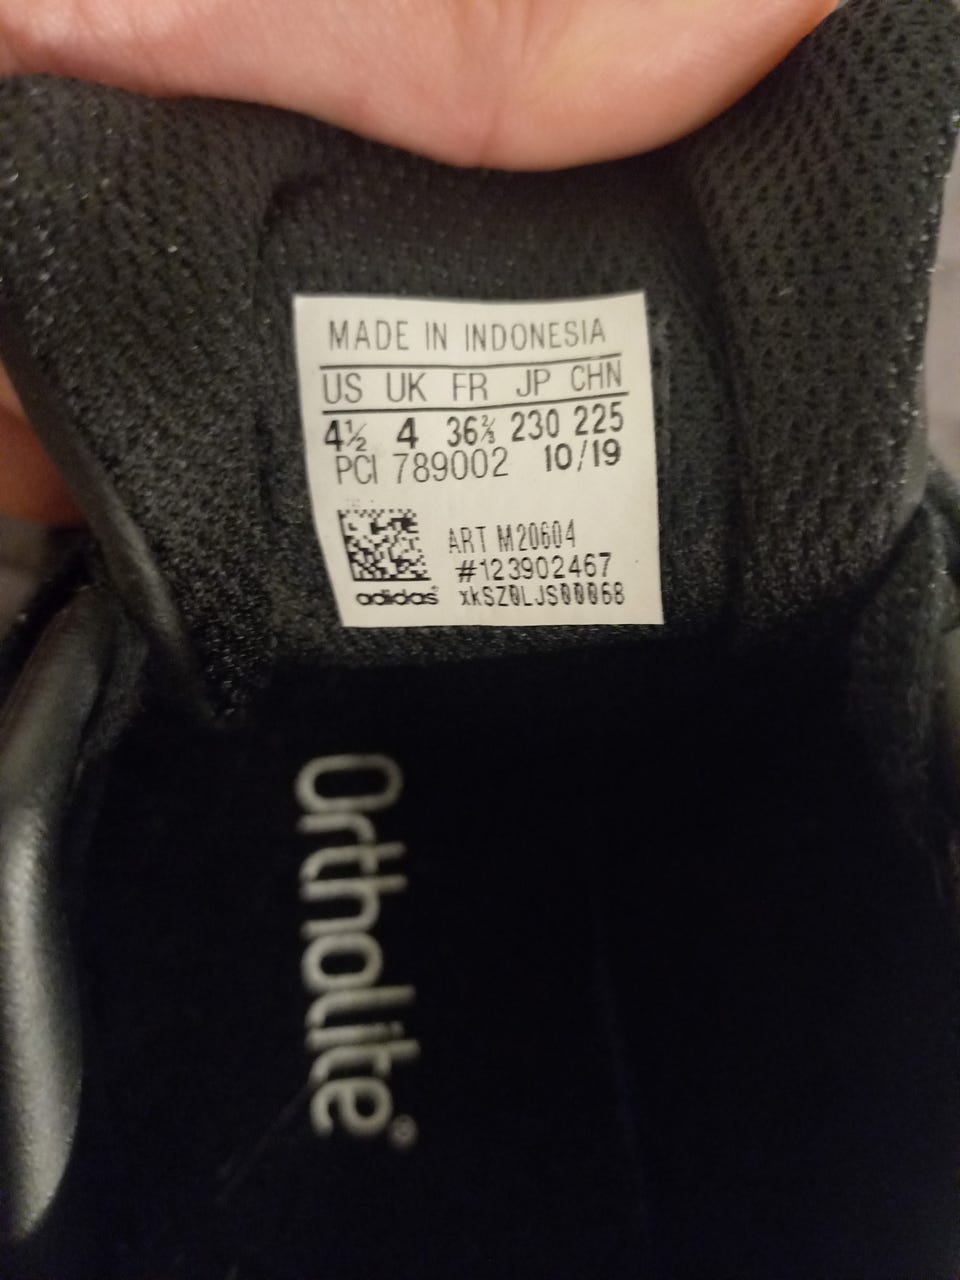 MADE IN INDONESIA
US UK FR JP CHN
4½ 4 36⅔ 230 225
PCI 789002 10/19
ART M20604
#123902467
adidas® xkSZ0LJS00068
Ortholite®